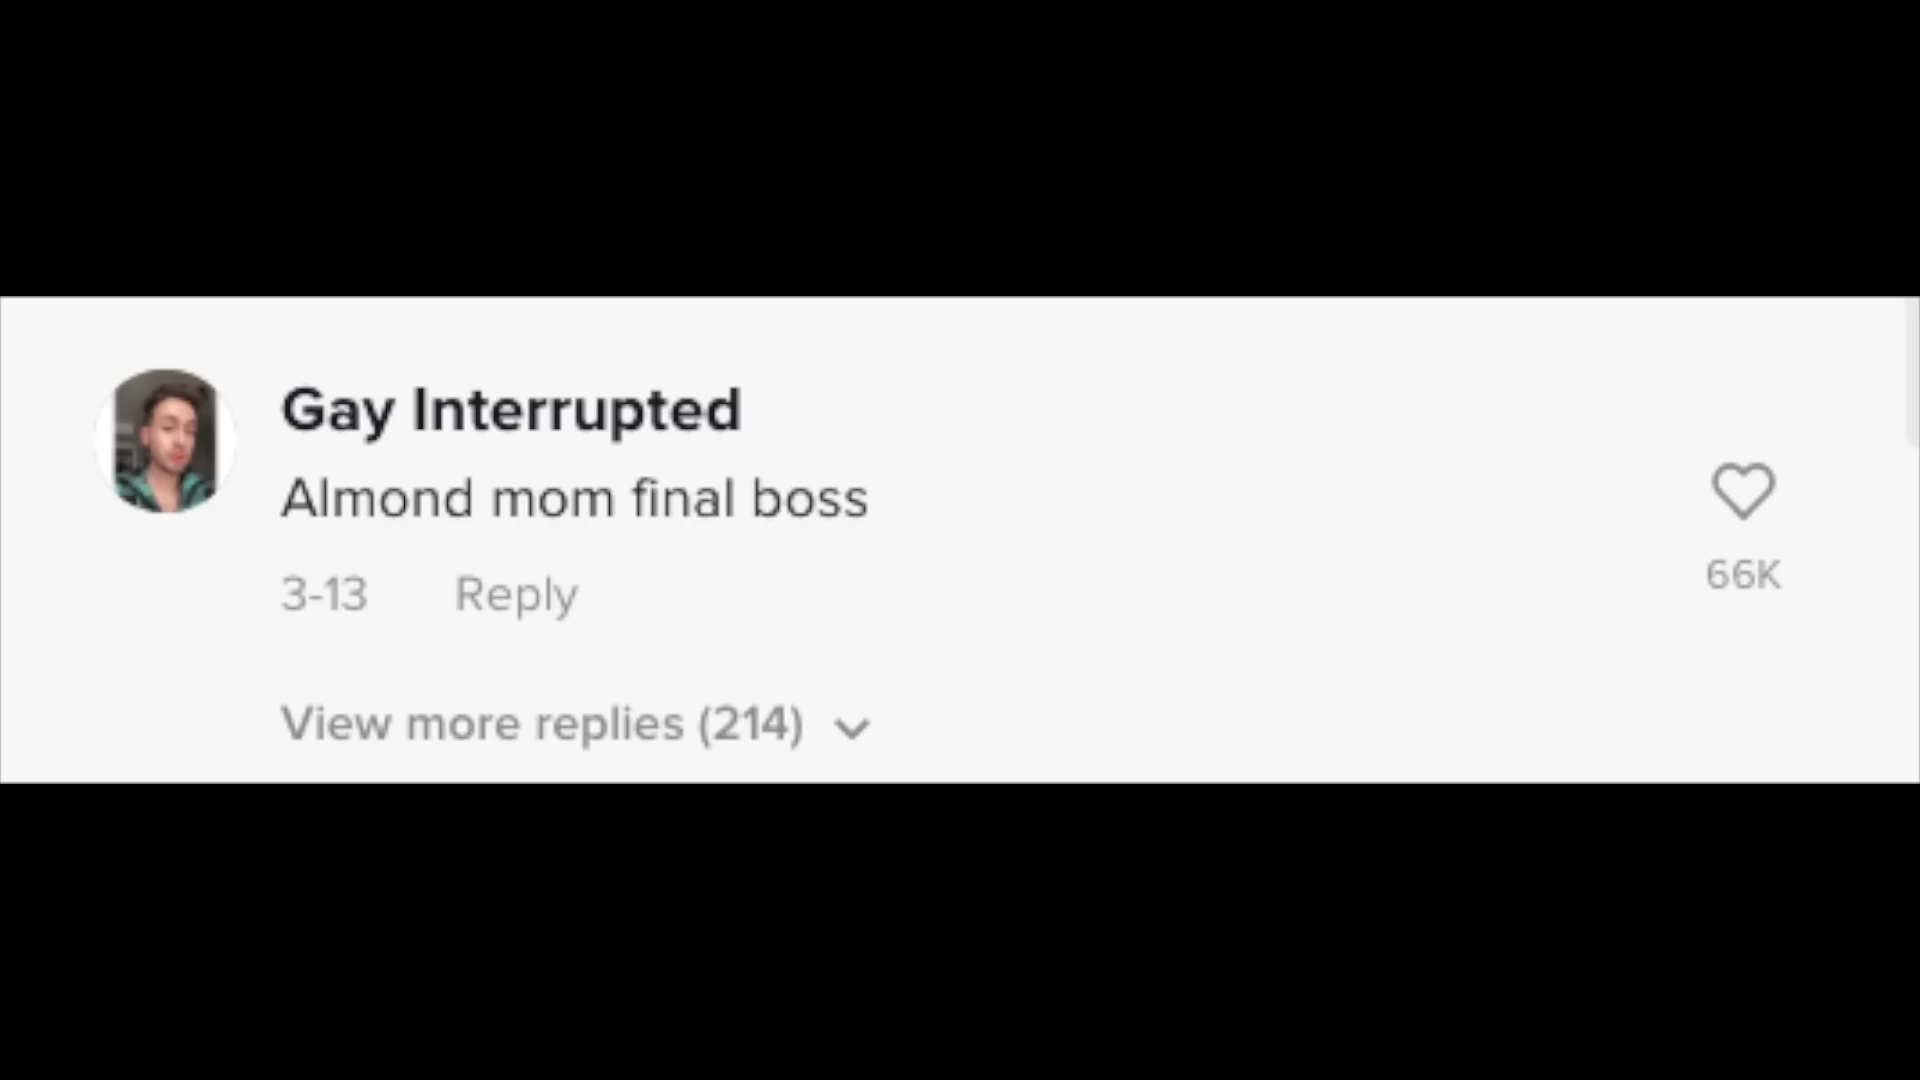 Gay Interrupted
Almond mom final boss
66K
3-13 Reply
View more replies (214)